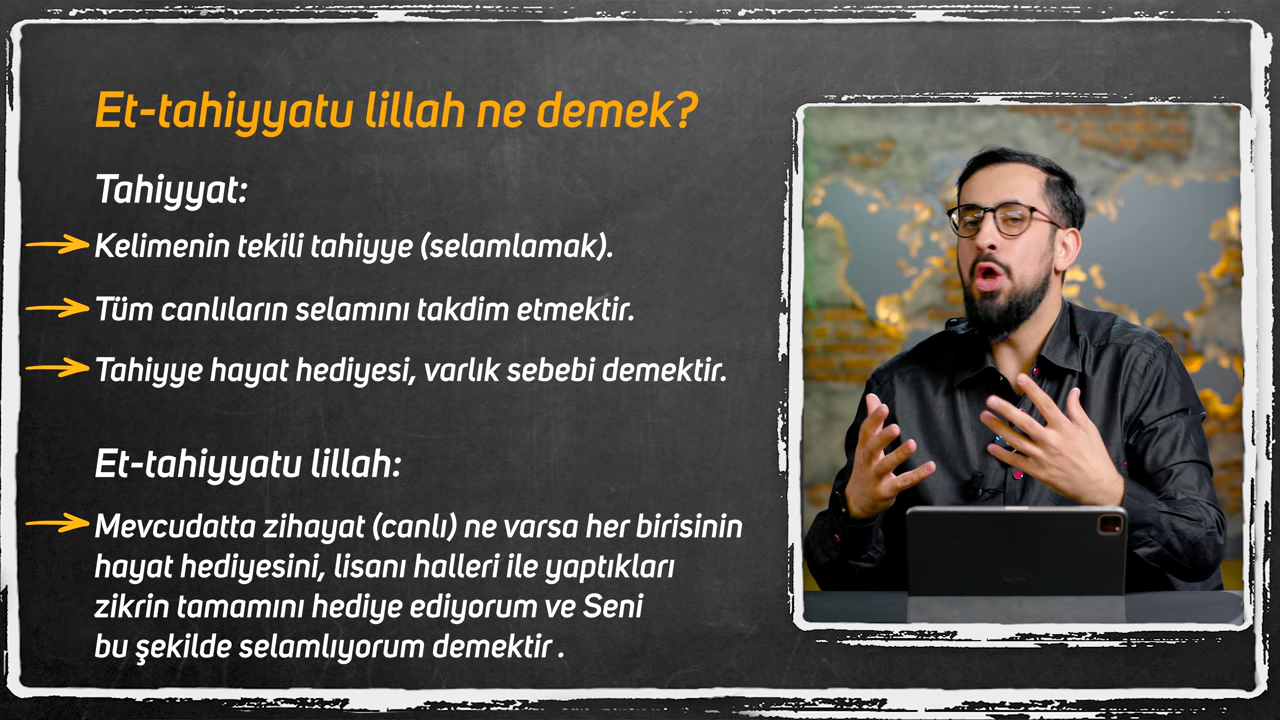 Et-tahiyyatu lillah ne demek?
Tahiyyat:
Kelimenin tekili tahiyye (selamlamak).
Tüm canlıların selamını takdim etmektir.
Tahiyye hayat hediyesi, varlık sebebi demektir.
Et-tahiyyatu lillah:
Mevcudatta zihayat (canlı) ne varsa her birisinin
hayat hediyesini, lisanı halleri ile yaptıkları
zikrin tamamını hediye ediyorum ve Seni
bu şekilde selamlıyorum demektir .